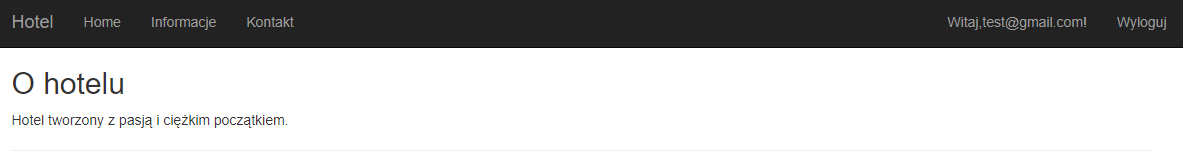 Hotel Home Informacje Kontakt Witaj,test@gmail.com! Wyloguj
O hotelu
Hotel tworzony z pasją i ciężkim początkiem.